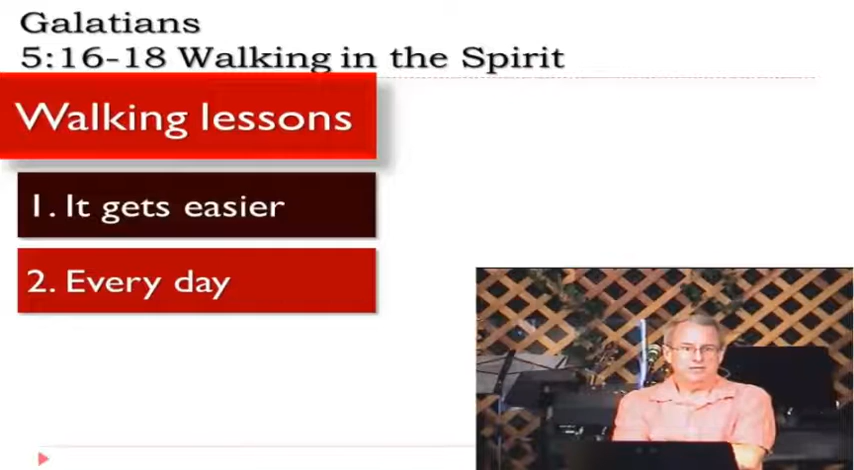 Galatians
5:16-18 Walking in the Spirit
Walking lessons
1. It gets easier
2. Every day